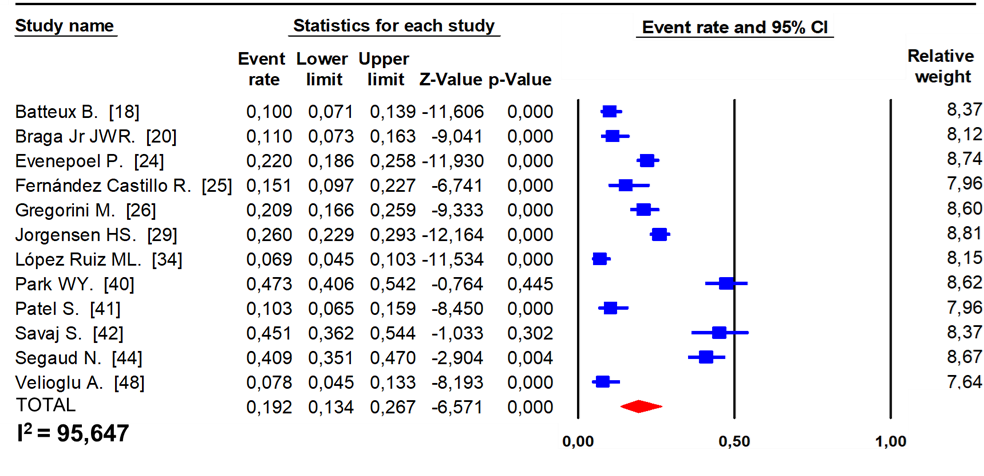 Study name Statistics for each study Event rate and 95% CI
Event rate Lower limit Upper limit Z-Value p-Value Relative weight
Batteux B. [18] 0,100 0,071 0,139 -11,606 0,000 8,37
Braga Jr JWR. [20] 0,110 0,073 0,163 -9,041 0,000 8,12
Evenepoel P. [24] 0,220 0,186 0,258 -11,930 0,000 8,74
Fernández Castillo R. [25] 0,151 0,097 0,227 -6,741 0,000 7,96
Gregorini M. [26] 0,209 0,166 0,259 -9,333 0,000 8,60
Jorgensen HS. [29] 0,260 0,229 0,293 -12,164 0,000 8,81
López Ruiz ML. [34] 0,069 0,045 0,103 -11,534 0,000 8,15
Park WY. [40] 0,473 0,406 0,542 -0,764 0,445 8,62
Patel S. [41] 0,103 0,065 0,159 -8,450 0,000 7,96
Savaj S. [42] 0,451 0,362 0,544 -1,033 0,302 8,37
Segaud N. [44] 0,409 0,351 0,470 -2,904 0,004 8,67
Velioglu A. [48] 0,078 0,045 0,133 -8,193 0,000 7,64
TOTAL 0,192 0,134 0,267 -6,571 0,000
I² = 95,647
0,00 0,50 1,00